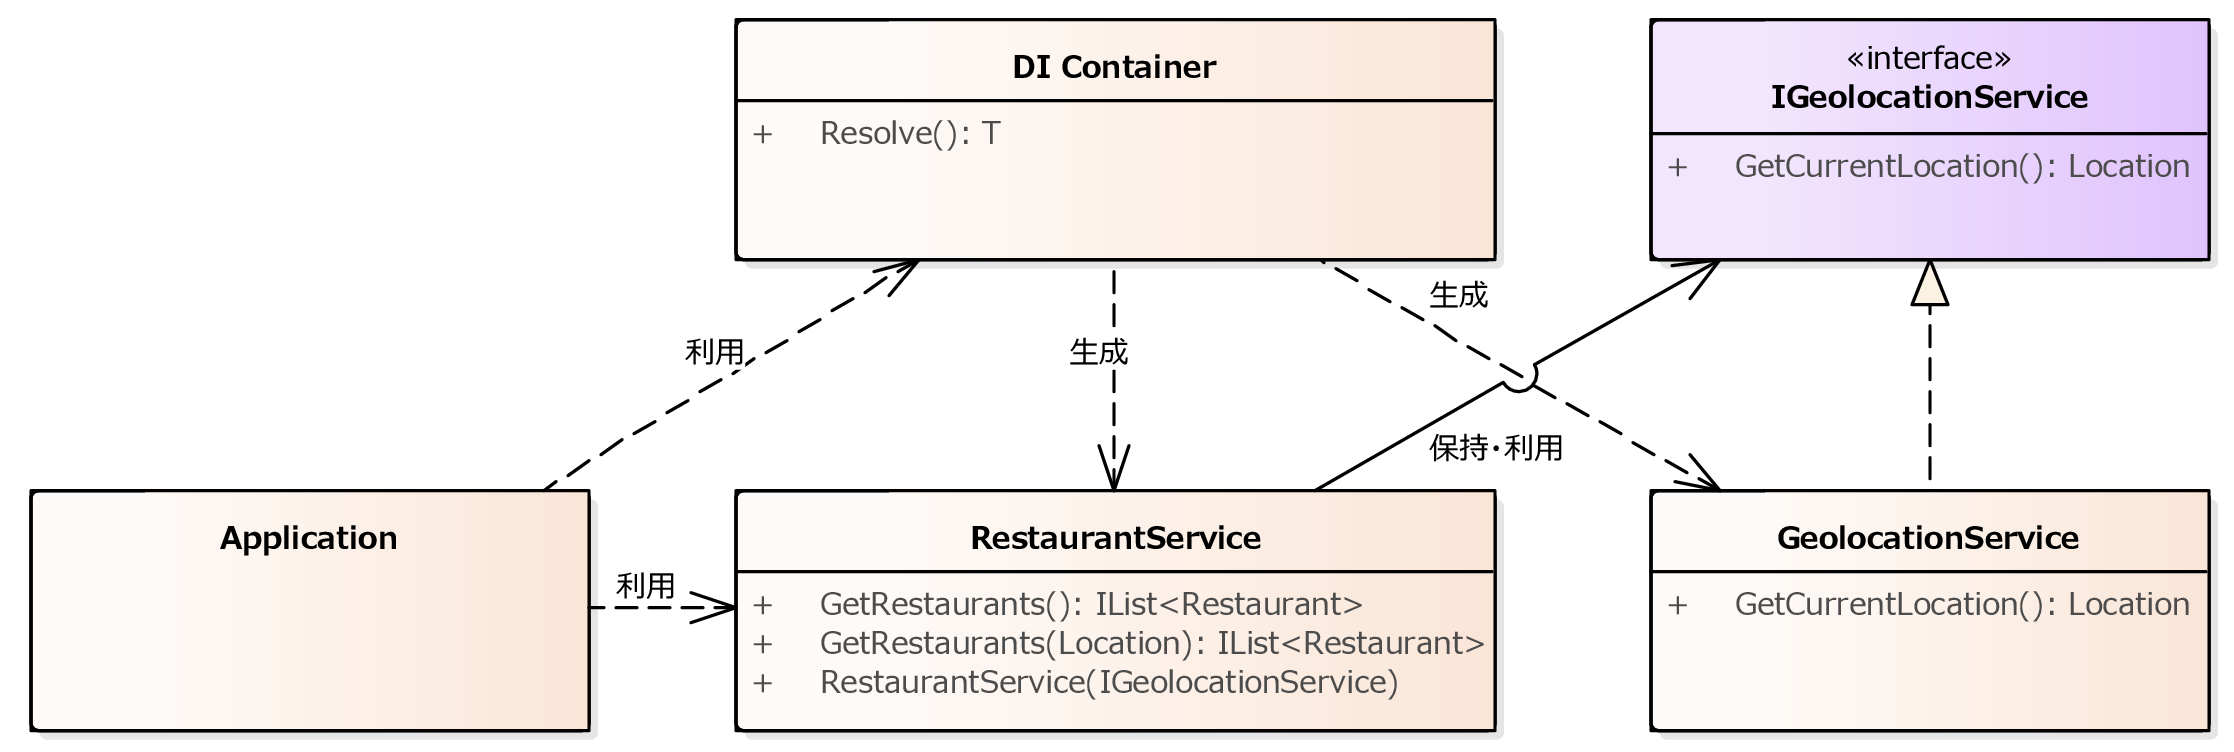 DI Container
+ Resolve(): T
«interface»
IGeolocationService
+ GetCurrentLocation(): Location
生成
利用
生成
保持・利用
Application
利用
RestaurantService
+ GetRestaurants(): IList<Restaurant>
+ GetRestaurants(Location): IList<Restaurant>
+ RestaurantService(IGeolocationService)
GeolocationService
+ GetCurrentLocation(): Location